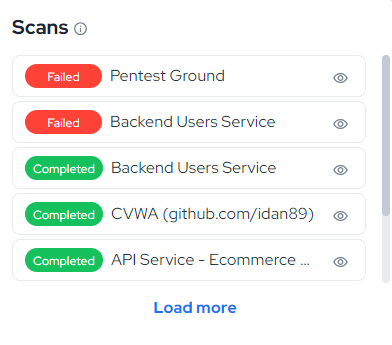 Scans
Failed Pentest Ground
Failed Backend Users Service
Completed Backend Users Service
Completed CVWA (github.com/idan89)
Completed API Service - Ecommerce ...
Load more